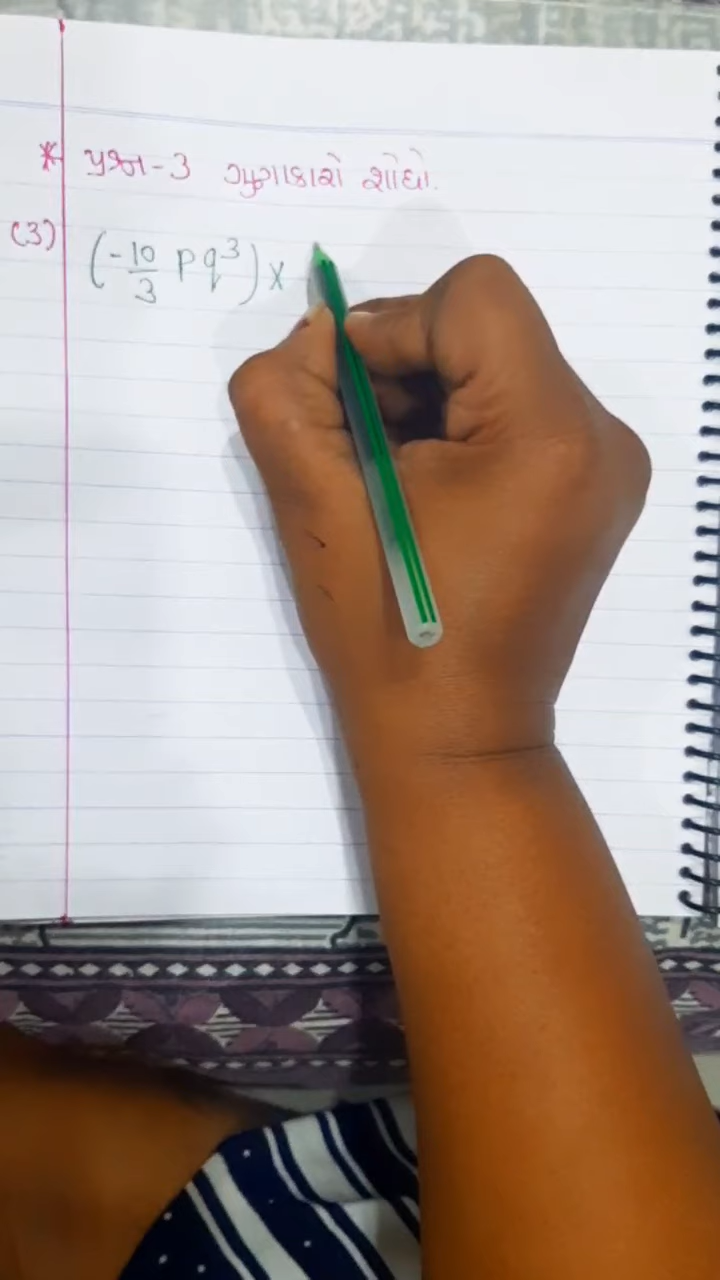 * પ્રશ્ન-3 ગુણાકારો શોધો.
(3) (-10/3 pq³) ×